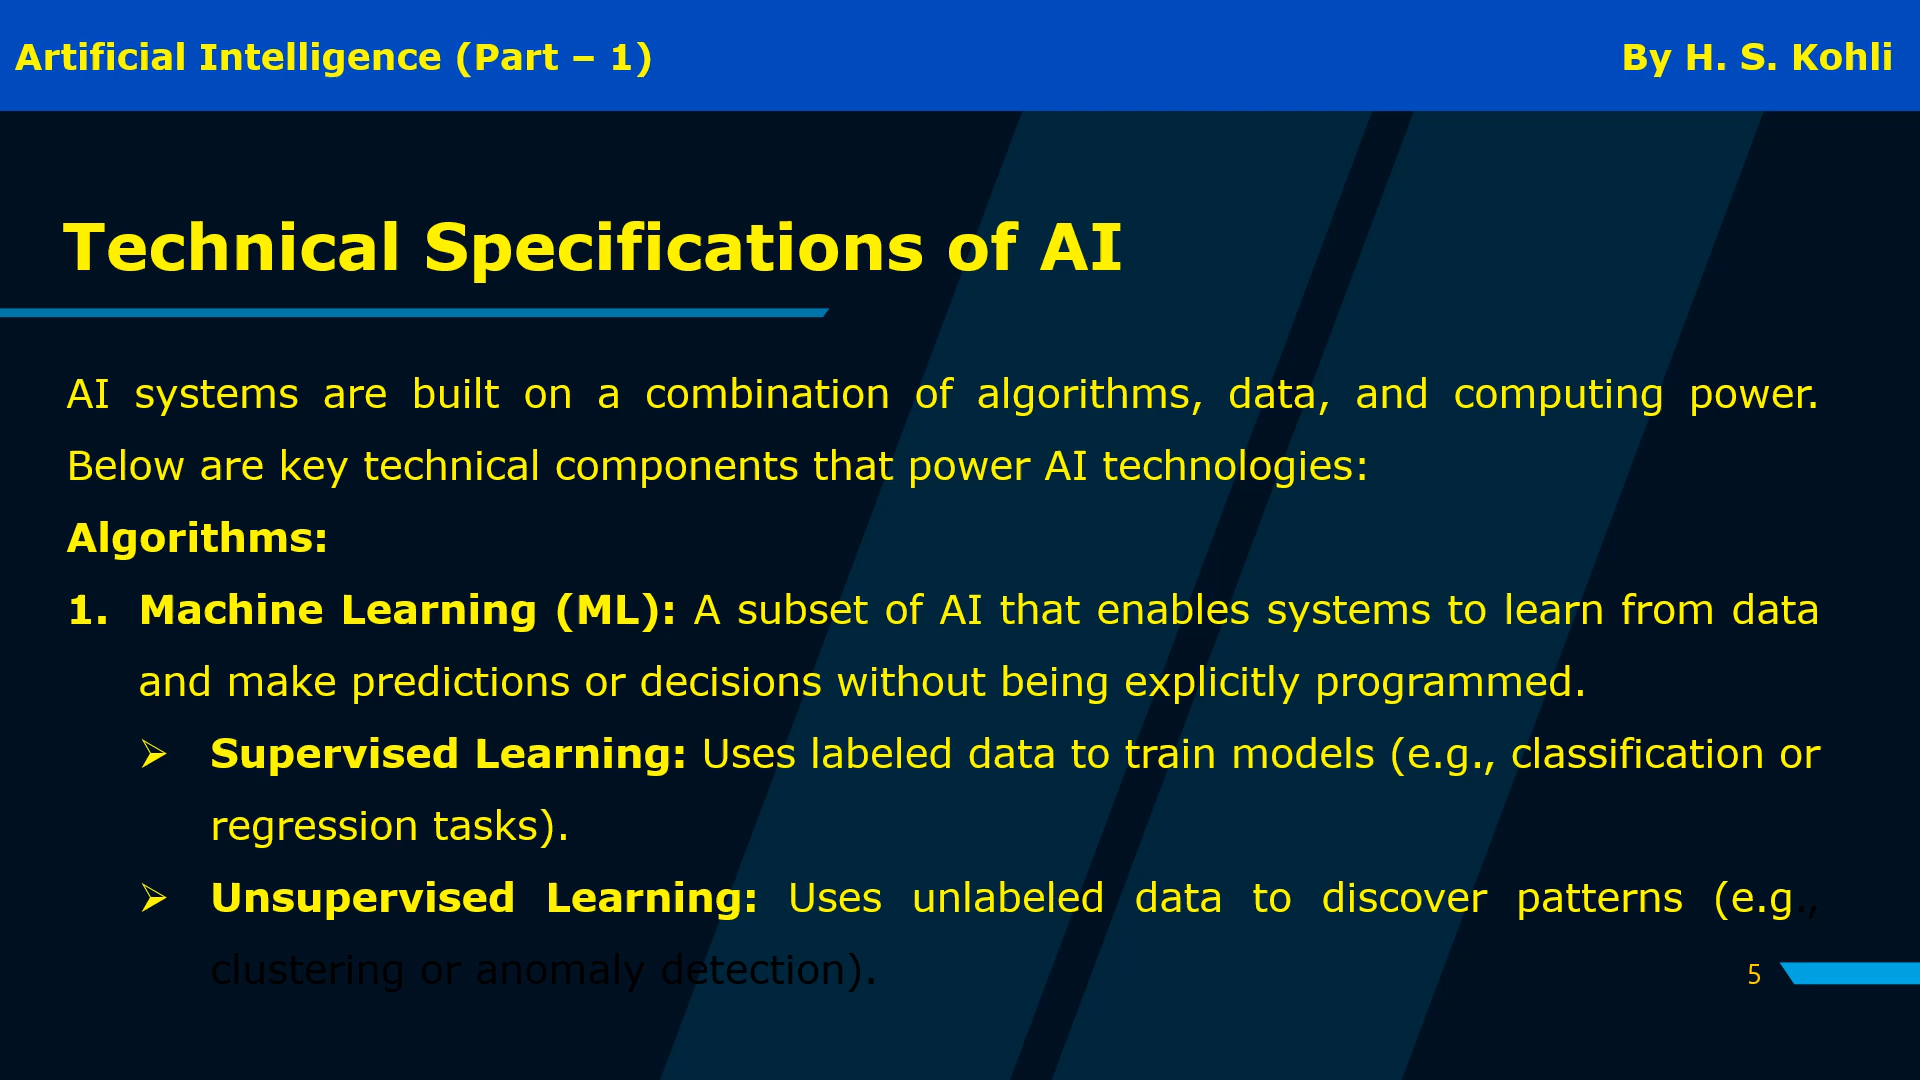 Artificial Intelligence (Part – 1)
By H. S. Kohli
Technical Specifications of AI
AI systems are built on a combination of algorithms, data, and computing power.
Below are key technical components that power AI technologies:
Algorithms:
1. Machine Learning (ML): A subset of AI that enables systems to learn from data
and make predictions or decisions without being explicitly programmed.
➢ Supervised Learning: Uses labeled data to train models (e.g., classification or
regression tasks).
➢ Unsupervised Learning: Uses unlabeled data to discover patterns (e.g.,
clustering or anomaly detection).
5